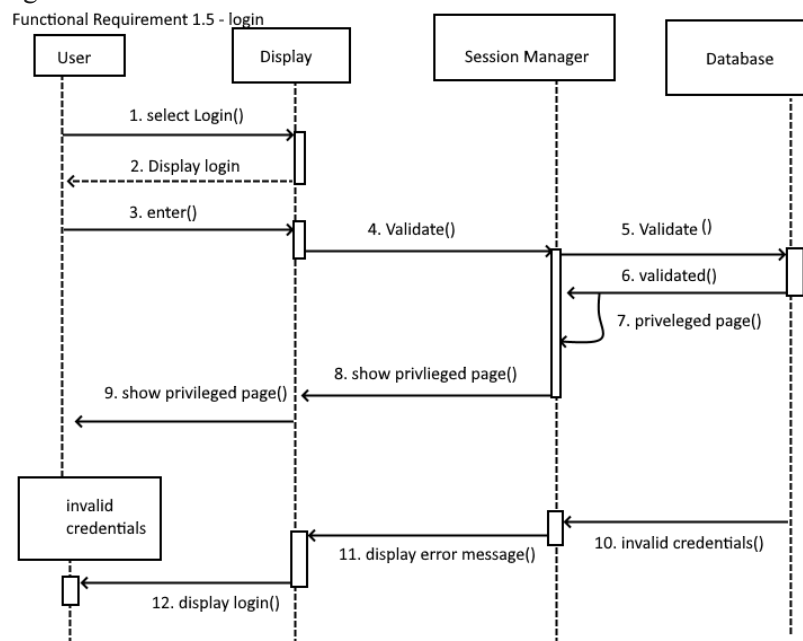 Functional Requirement 1.5 - login
User
Display
Session Manager
Database
1. select Login()
2. Display login
3. enter()
4. Validate()
5. Validate ()
6. validated()
7. priveleged page()
8. show privlieged page()
9. show privileged page()
invalid
credentials
10. invalid credentials()
11. display error message()
12. display login()